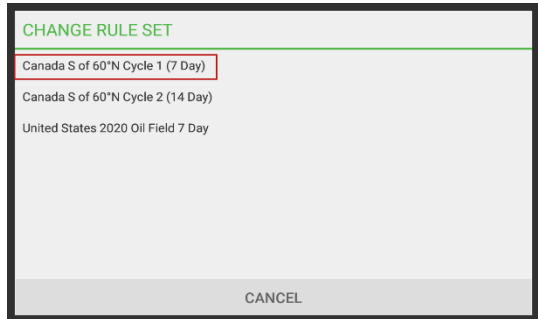 CHANGE RULE SET
Canada S of 60°N Cycle 1 (7 Day)
Canada S of 60°N Cycle 2 (14 Day)
United States 2020 Oil Field 7 Day
CANCEL